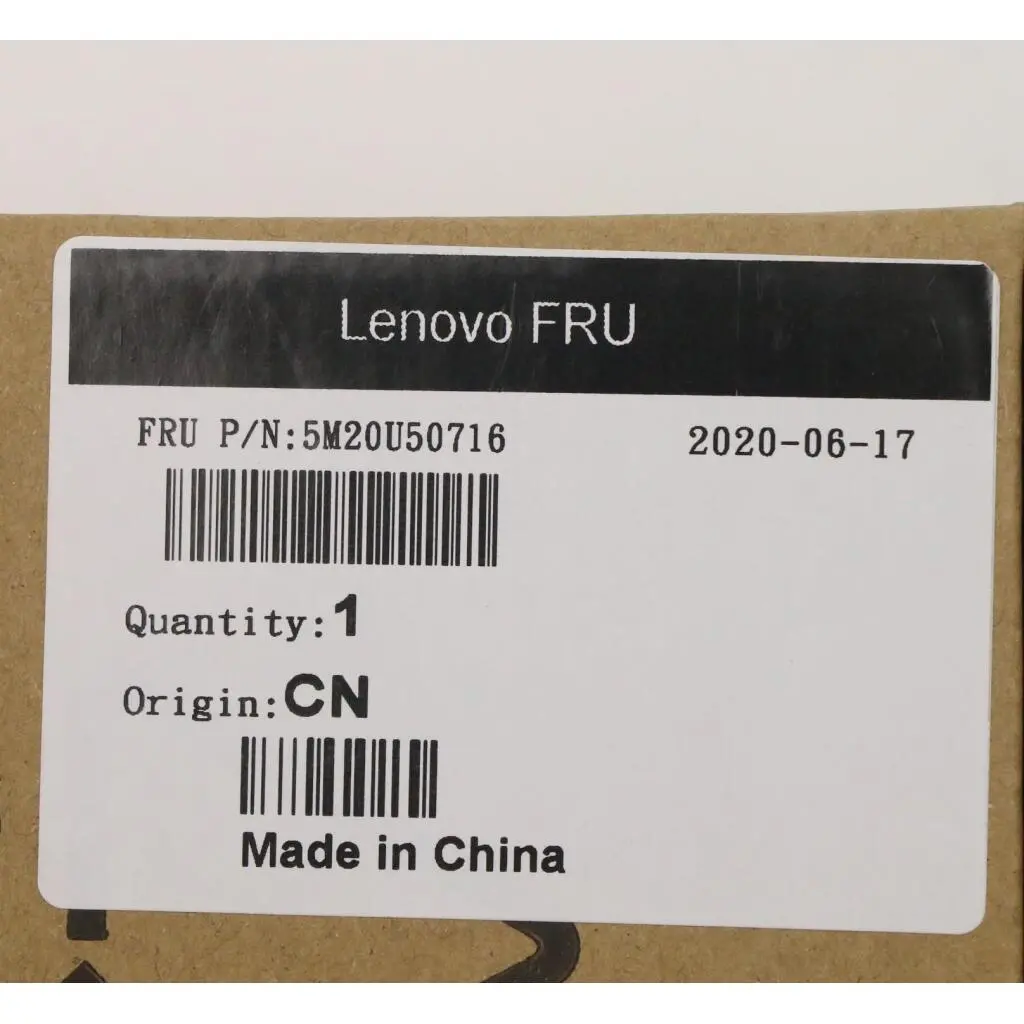 Lenovo FRU
FRU P/N:5M20U50716 2020-06-17
Quantity:1
Origin:CN
Made in China